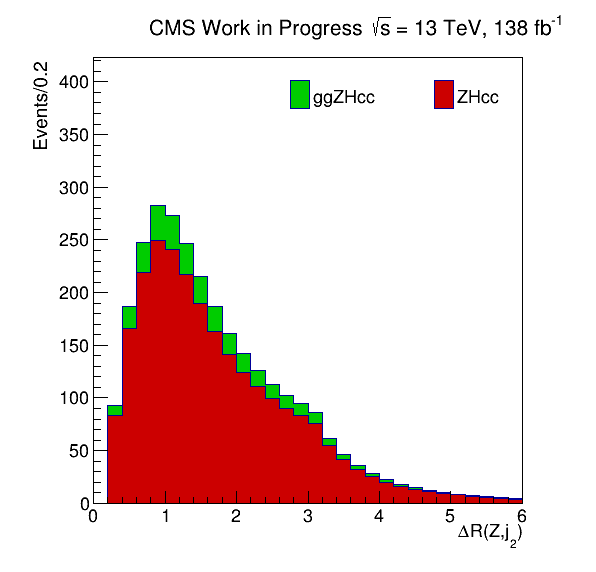 CMS Work in Progress √s = 13 TeV, 138 fb⁻¹
Events/0.2
400
350
300
250
200
150
100
50
0
ggZHcc
ZHcc
0 1 2 3 4 5 6
ΔR(Z,j₂)